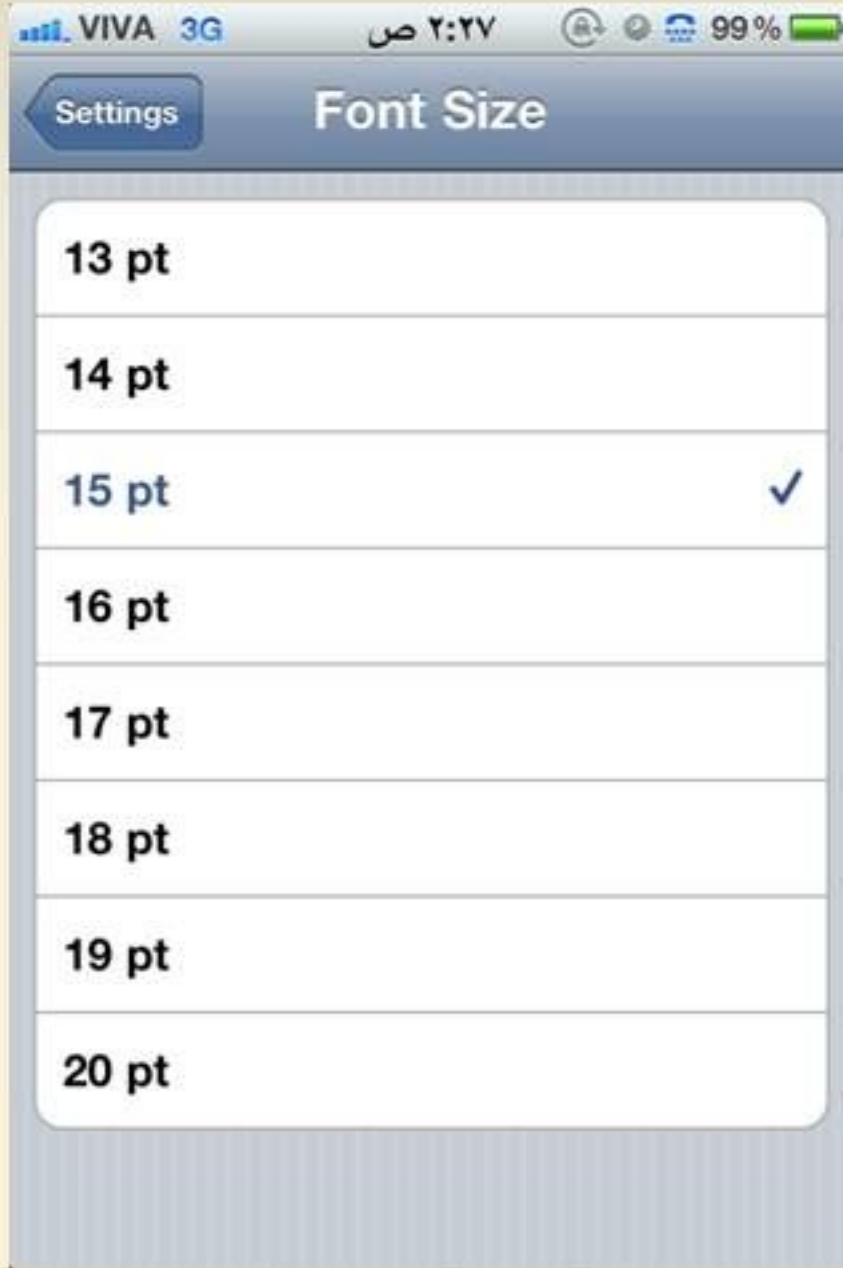 VIVA 3G ٢:٢٧ ص 99%
Settings Font Size
13 pt
14 pt
15 pt
16 pt
17 pt
18 pt
19 pt
20 pt